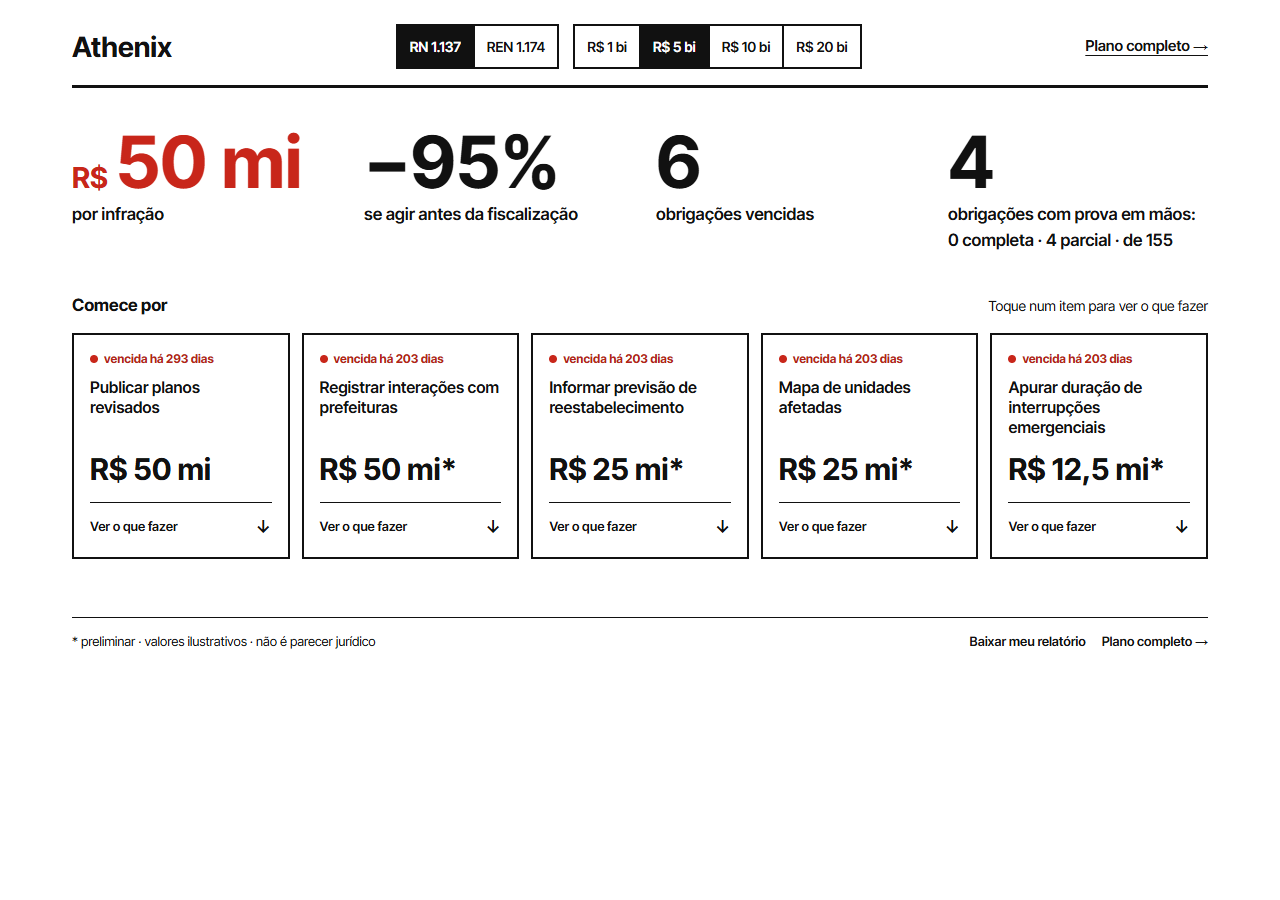 Athenix
RN 1.137
REN 1.174
R$ 1 bi
R$ 5 bi
R$ 10 bi
R$ 20 bi
Plano completo →
R$ 50 mi
por infração
−95%
se agir antes da fiscalização
6
obrigações vencidas
4
obrigações com prova em mãos:
0 completa · 4 parcial · de 155
Comece por
Toque num item para ver o que fazer
vencida há 293 dias
Publicar planos
revisados
R$ 50 mi
Ver o que fazer ↓
vencida há 203 dias
Registrar interações com
prefeituras
R$ 50 mi*
Ver o que fazer ↓
vencida há 203 dias
Informar previsão de
reestabelecimento
R$ 25 mi*
Ver o que fazer ↓
vencida há 203 dias
Mapa de unidades
afetadas
R$ 25 mi*
Ver o que fazer ↓
vencida há 203 dias
Apurar duração de
interrupções
emergenciais
R$ 12,5 mi*
Ver o que fazer ↓
* preliminar · valores ilustrativos · não é parecer jurídico
Baixar meu relatório
Plano completo →